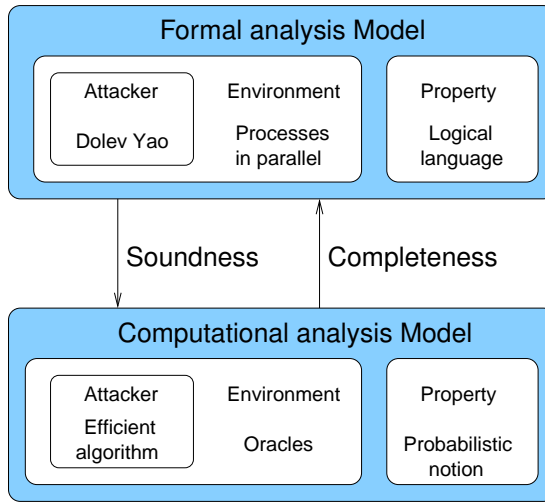 Formal analysis Model
Attacker
Environment
Property
Dolev Yao
Processes
in parallel
Logical
language
Soundness
Completeness
Computational analysis Model
Attacker
Environment
Property
Efficient
algorithm
Oracles
Probabilistic
notion